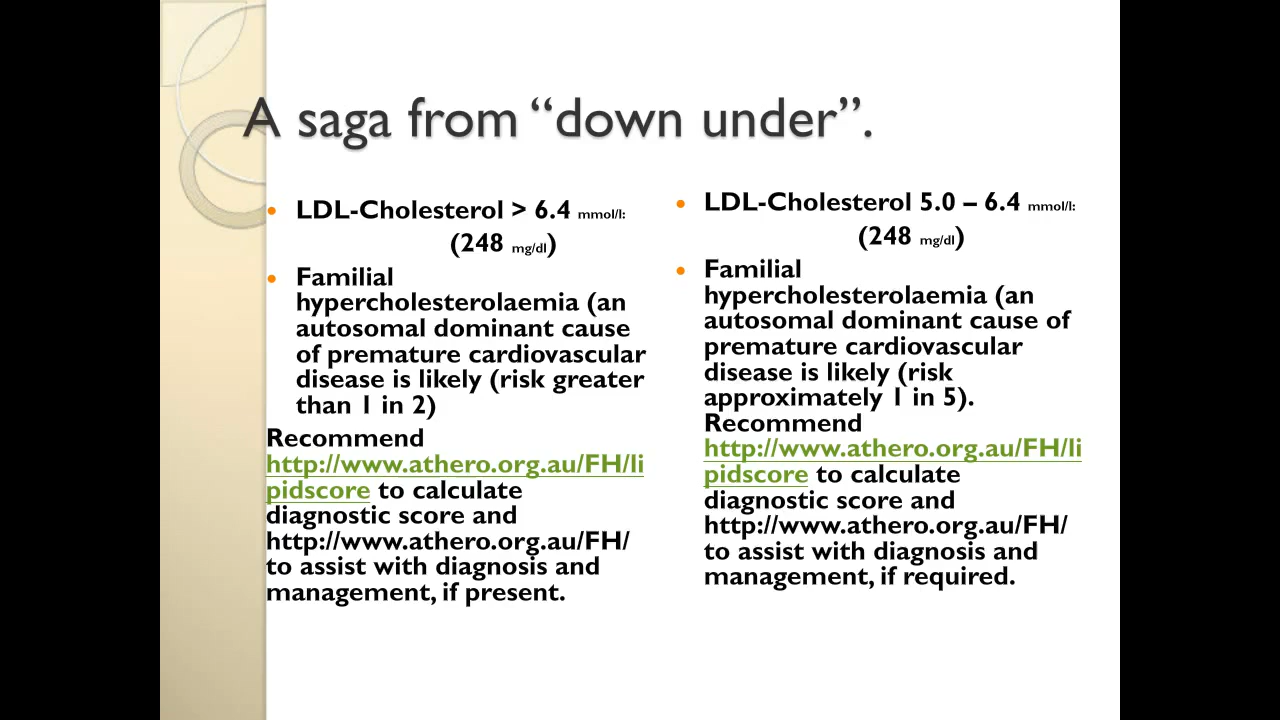 A saga from “down under”.
LDL-Cholesterol > 6.4 mmol/l:
(248 mg/dl)
Familial
hypercholesterolaemia (an
autosomal dominant cause
of premature cardiovascular
disease is likely (risk greater
than 1 in 2)
Recommend
http://www.athero.org.au/FH/li
pidscore to calculate
diagnostic score and
http://www.athero.org.au/FH/
to assist with diagnosis and
management, if present.
LDL-Cholesterol 5.0 – 6.4 mmol/l:
(248 mg/dl)
Familial
hypercholesterolaemia (an
autosomal dominant cause of
premature cardiovascular
disease is likely (risk
approximately 1 in 5).
Recommend
http://www.athero.org.au/FH/li
pidscore to calculate
diagnostic score and
http://www.athero.org.au/FH/
to assist with diagnosis and
management, if required.